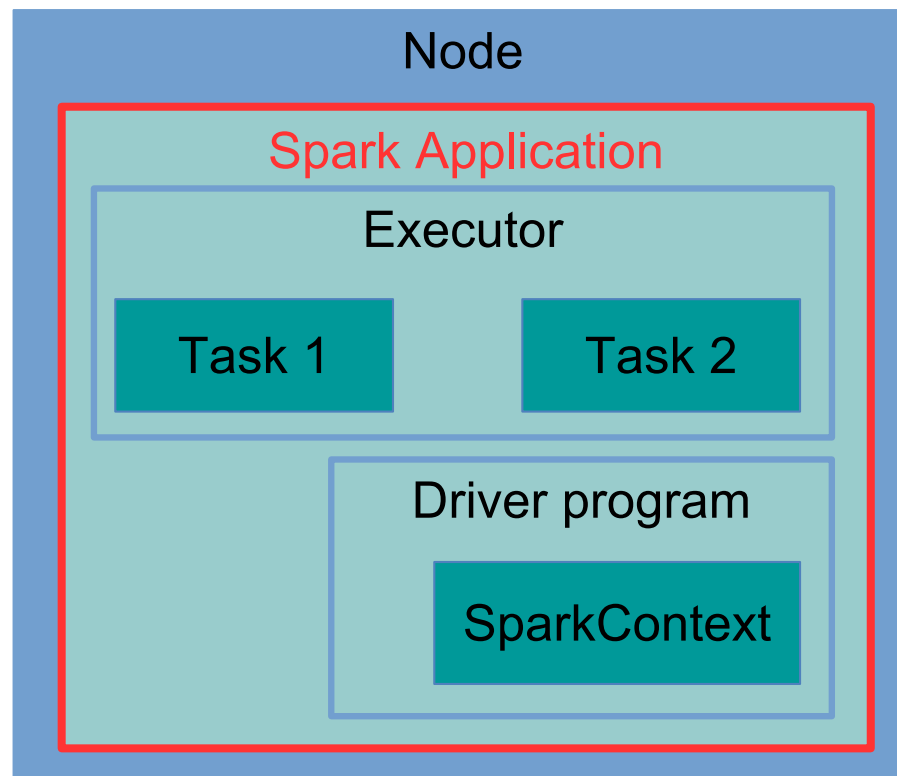 Node
Spark Application
Executor
Task 1
Task 2
Driver program
SparkContext